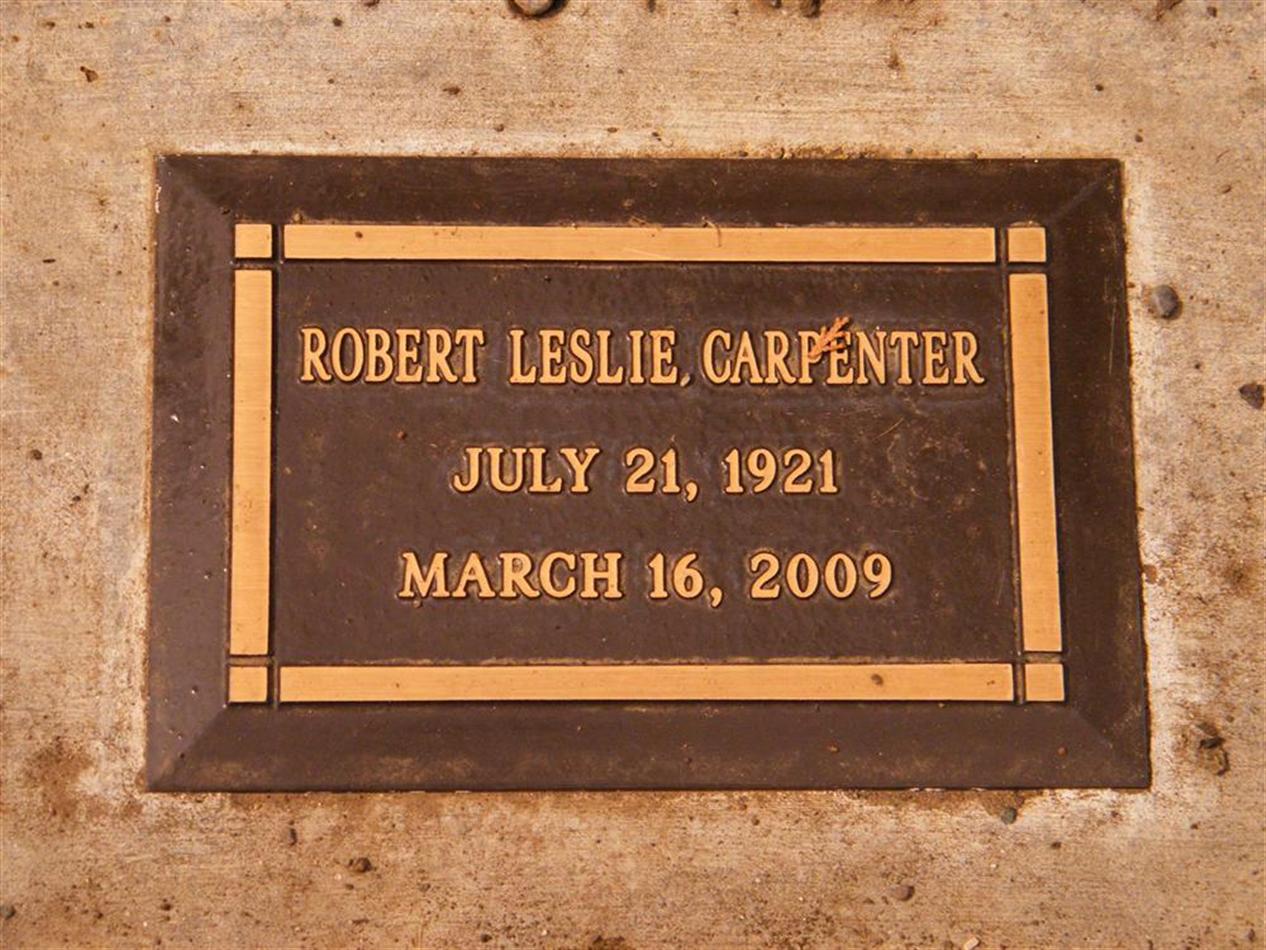 ROBERT LESLIE CARPENTER
JULY 21, 1921
MARCH 16, 2009